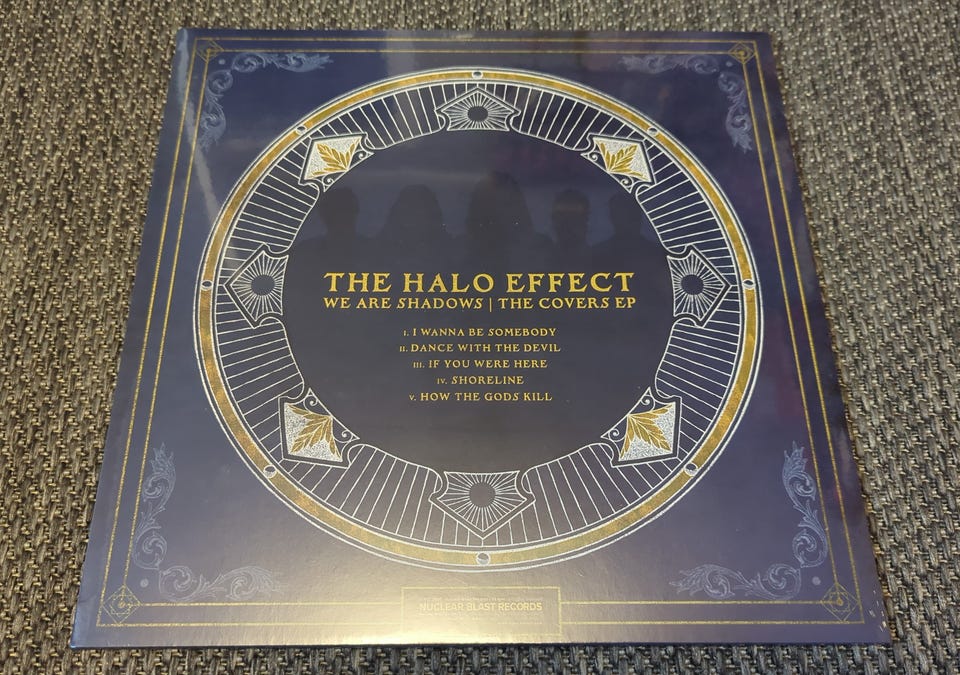 THE HALO EFFECT
WE ARE SHADOWS | THE COVERS EP
I. I WANNA BE SOMEBODY
II. DANCE WITH THE DEVIL
III. IF YOU WERE HERE
IV. SHORELINE
V. HOW THE GODS KILL
NUCLEAR BLAST RECORDS